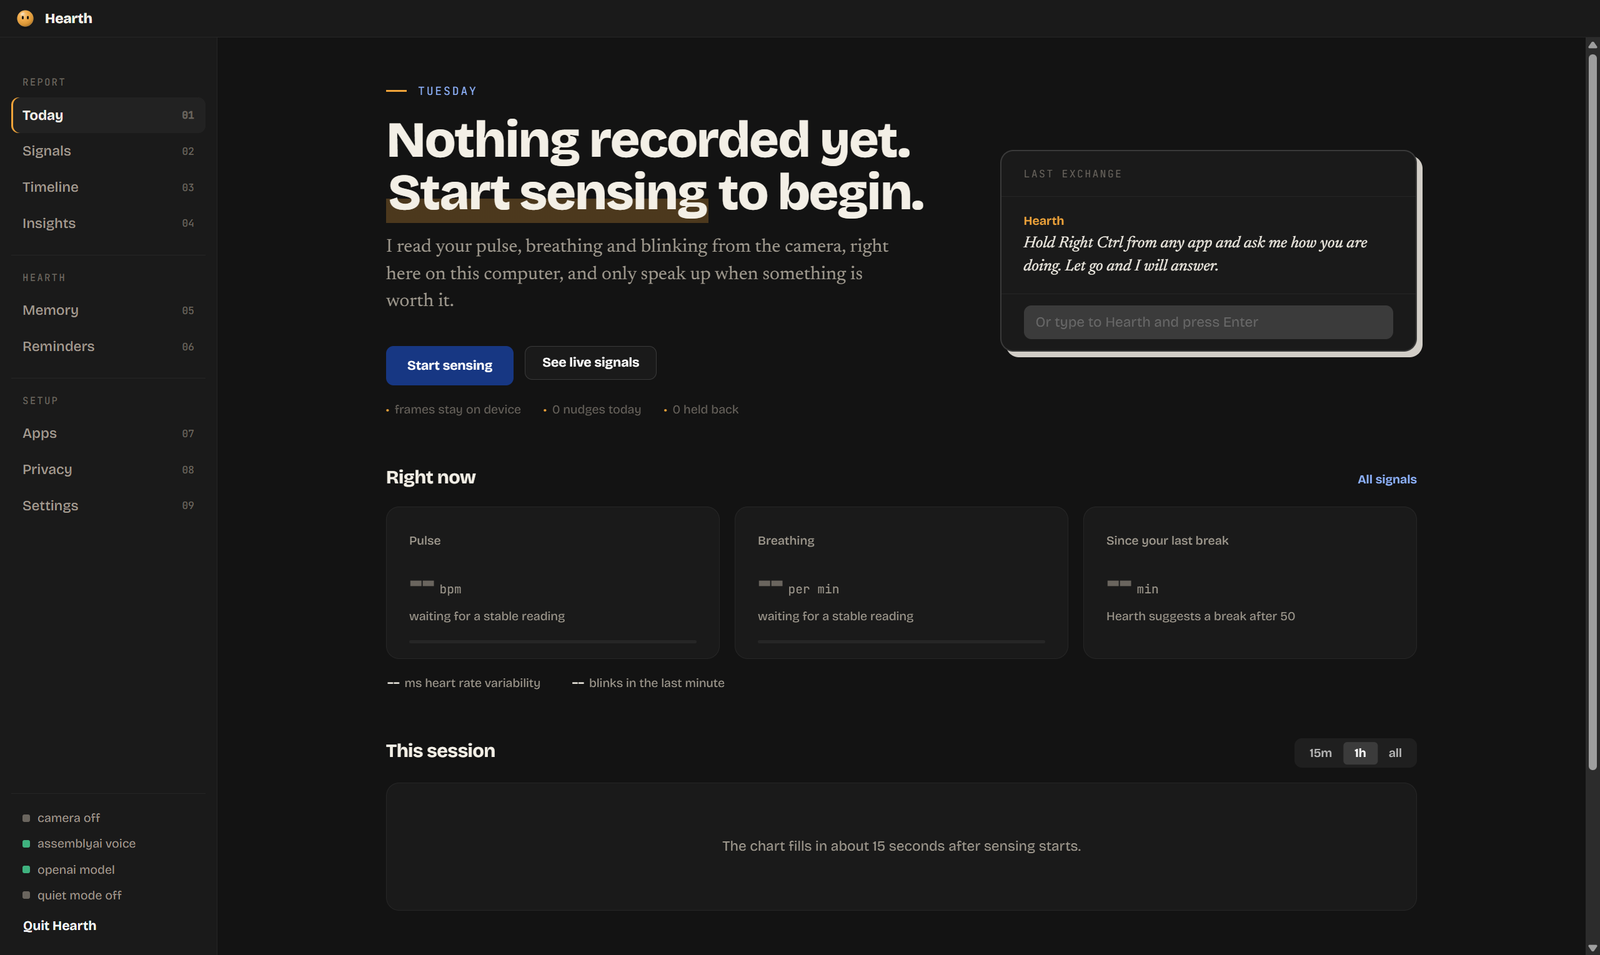 Hearth
REPORT
Today 01
Signals 02
Timeline 03
Insights 04
HEARTH
Memory 05
Reminders 06
SETUP
Apps 07
Privacy 08
Settings 09
camera off
assemblyai voice
openai model
quiet mode off
Quit Hearth
TUESDAY
Nothing recorded yet.
Start sensing to begin.
I read your pulse, breathing and blinking from the camera, right
here on this computer, and only speak up when something is
worth it.
Start sensing
See live signals
• frames stay on device • 0 nudges today • 0 held back
LAST EXCHANGE
Hearth
Hold Right Ctrl from any app and ask me how you are
doing. Let go and I will answer.
Or type to Hearth and press Enter
Right now
All signals
Pulse
-- bpm
waiting for a stable reading
Breathing
-- per min
waiting for a stable reading
Since your last break
-- min
Hearth suggests a break after 50
-- ms heart rate variability -- blinks in the last minute
This session
15m 1h all
The chart fills in about 15 seconds after sensing starts.